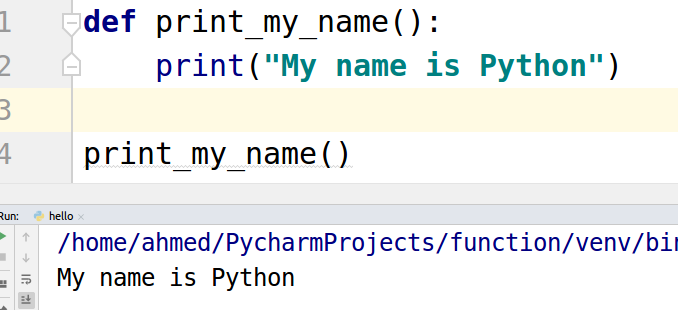 1 def print_my_name():
2     print("My name is Python")
3
4 print_my_name()
Run: hello ×
/home/ahmed/PycharmProjects/function/venv/bin
My name is Python